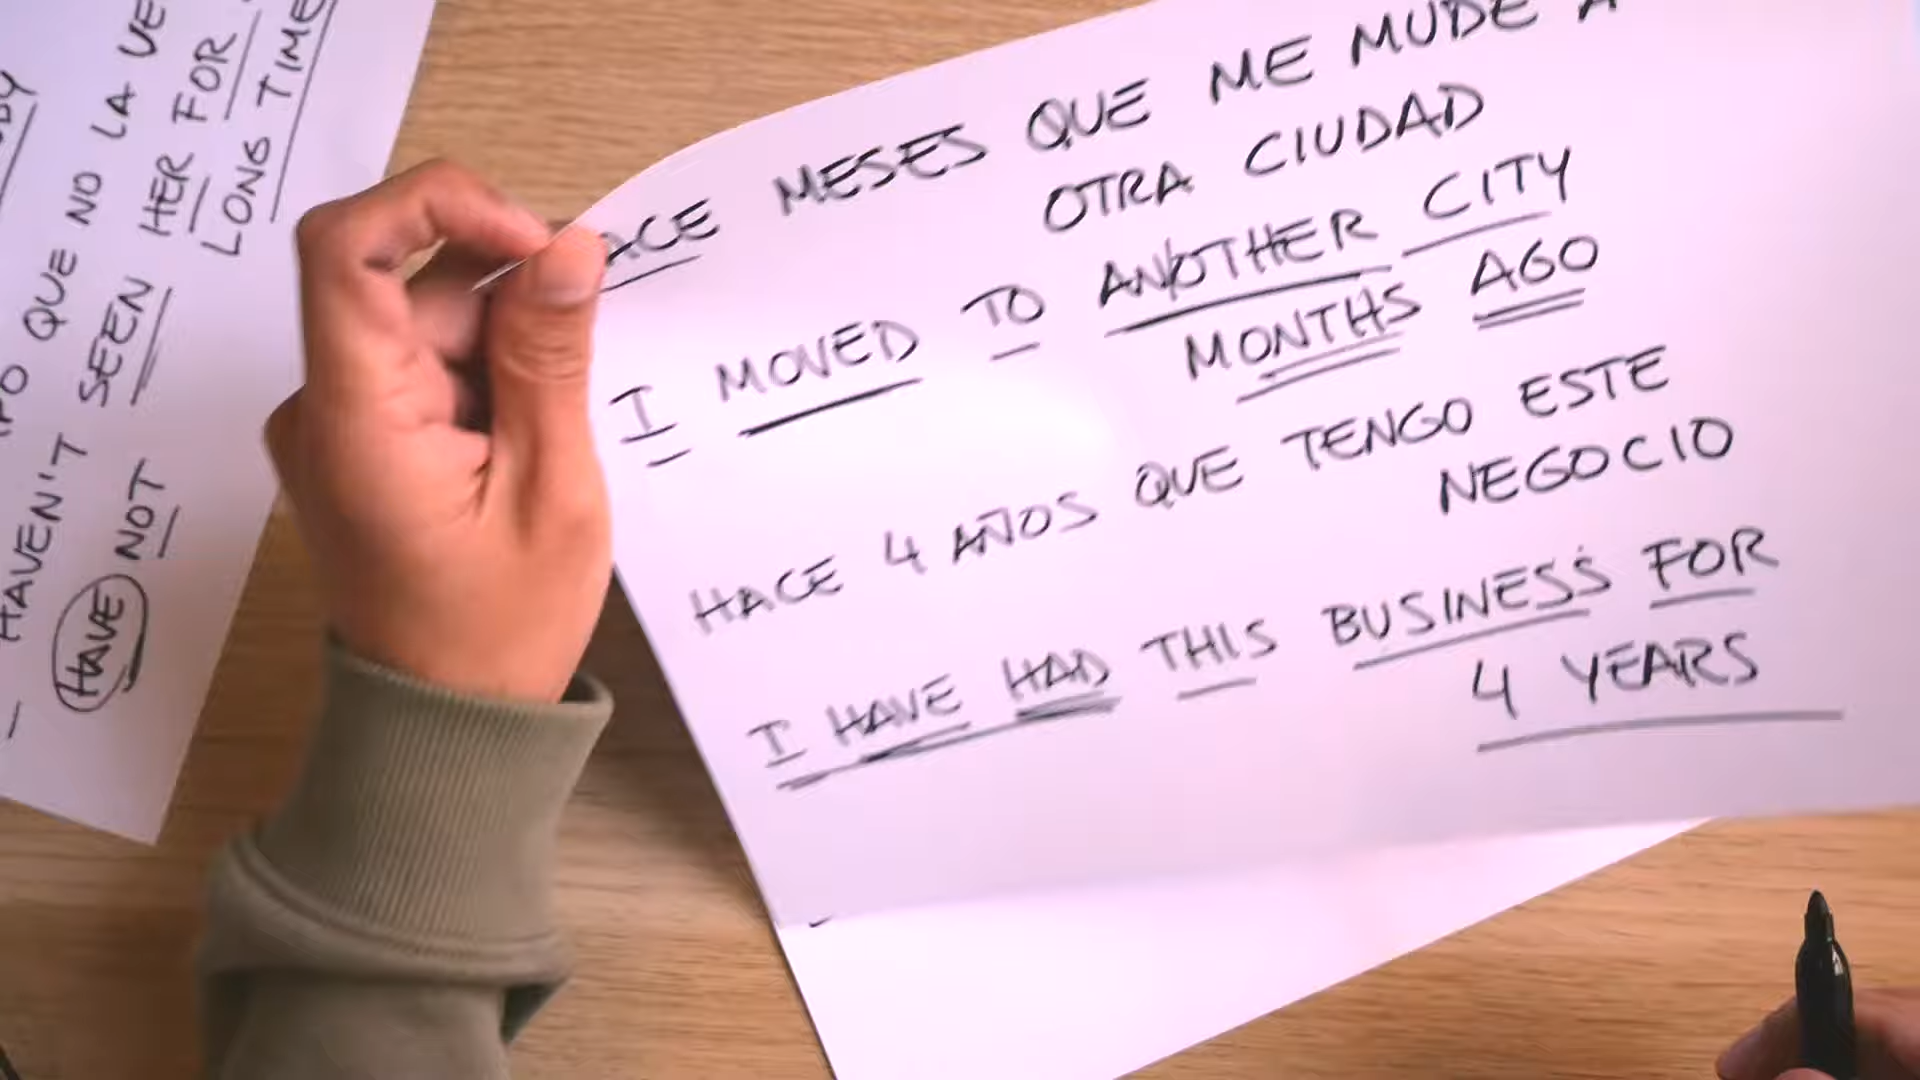 HACE MESES QUE ME MUDE A
OTRA CIUDAD
I MOVED TO ANOTHER CITY
MONTHS AGO
HACE 4 AÑOS QUE TENGO ESTE
NEGOCIO
I HAVE HAD THIS BUSINESS FOR
4 YEARS
QUE NO LA VE
HAVEN'T SEEN HER FOR
LONG TIME
HAVE NOT